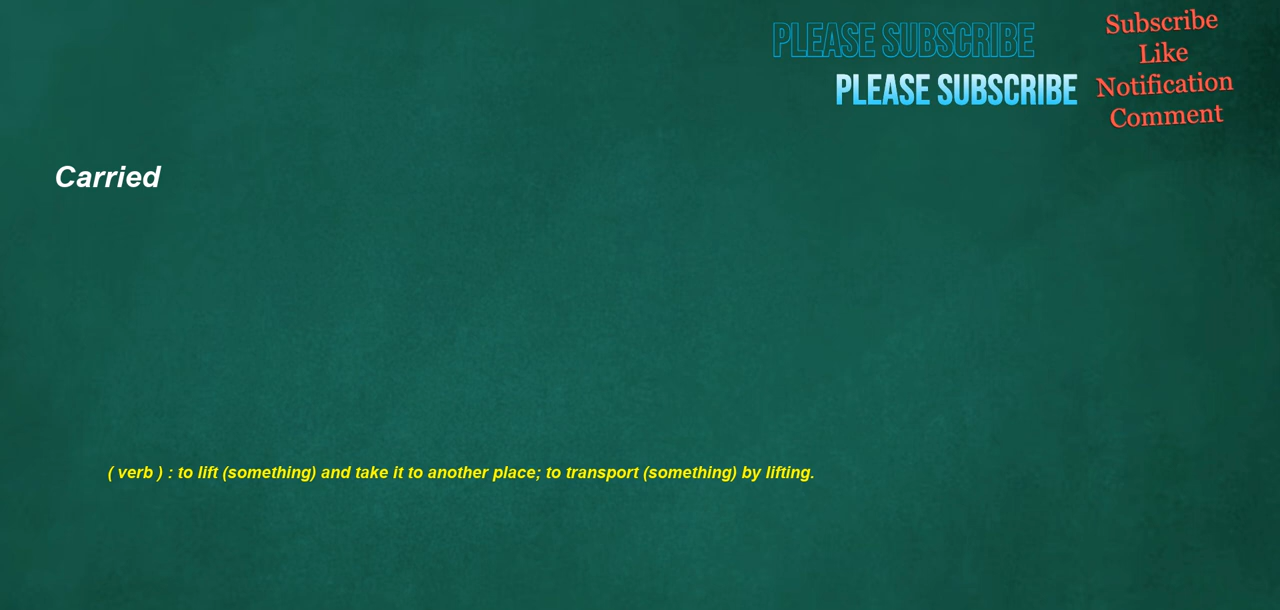 PLEASE SUBSCRIBE
PLEASE SUBSCRIBE
Subscribe
Like
Notification
Comment
Carried
( verb ) : to lift (something) and take it to another place; to transport (something) by lifting.